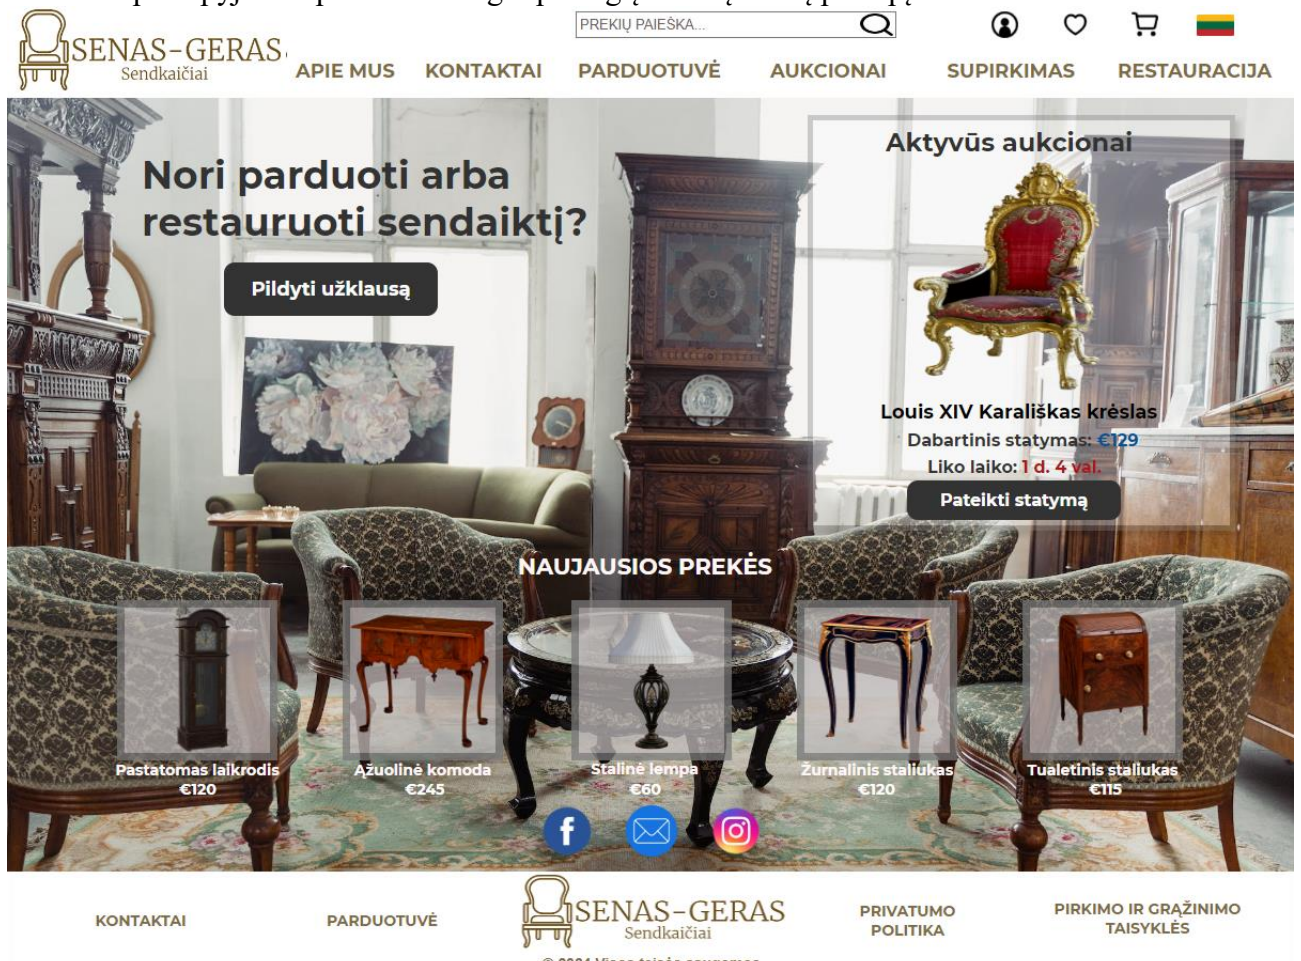 PREKIŲ PAIEŠKA...
SENAS-GERAS
Sendkaičiai
APIE MUS KONTAKTAI PARDUOTUVĖ AUKCIONAI SUPIRKIMAS RESTAURACIJA
Nori parduoti arba
restauruoti sendaiktį?
Pildyti užklausą
Aktyvūs aukcionai
Louis XIV Karališkas krėslas
Dabartinis statymas: €129
Liko laiko: 1 d. 4 val.
Pateikti statymą
NAUJAUSIOS PREKĖS
Pastatomas laikrodis
€120
Ąžuolinė komoda
€245
Stalinė lempa
€60
Žurnalinis staliukas
€120
Tualetinis staliukas
€115
KONTAKTAI
PARDUOTUVĖ
SENAS-GERAS
Sendkaičiai
PRIVATUMO
POLITIKA
PIRKIMO IR GRĄŽINIMO
TAISYKLĖS